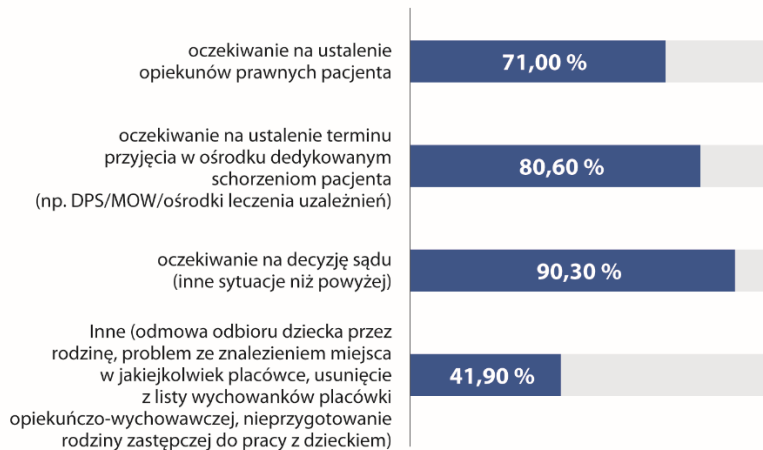 oczekiwanie na ustalenie
opiekunów prawnych pacjenta
71,00 %
oczekiwanie na ustalenie terminu
przyjęcia w ośrodku dedykowanym
schorzeniom pacjenta
(np. DPS/MOW/ośrodki leczenia uzależnień)
80,60 %
oczekiwanie na decyzję sądu
(inne sytuacje niż powyżej)
90,30 %
Inne (odmowa odbioru dziecka przez
rodzinę, problem ze znalezieniem miejsca
w jakiejkolwiek placówce, usunięcie
z listy wychowanków placówki
opiekuńczo-wychowawczej, nieprzygotowanie
rodziny zastępczej do pracy z dzieckiem)
41,90 %